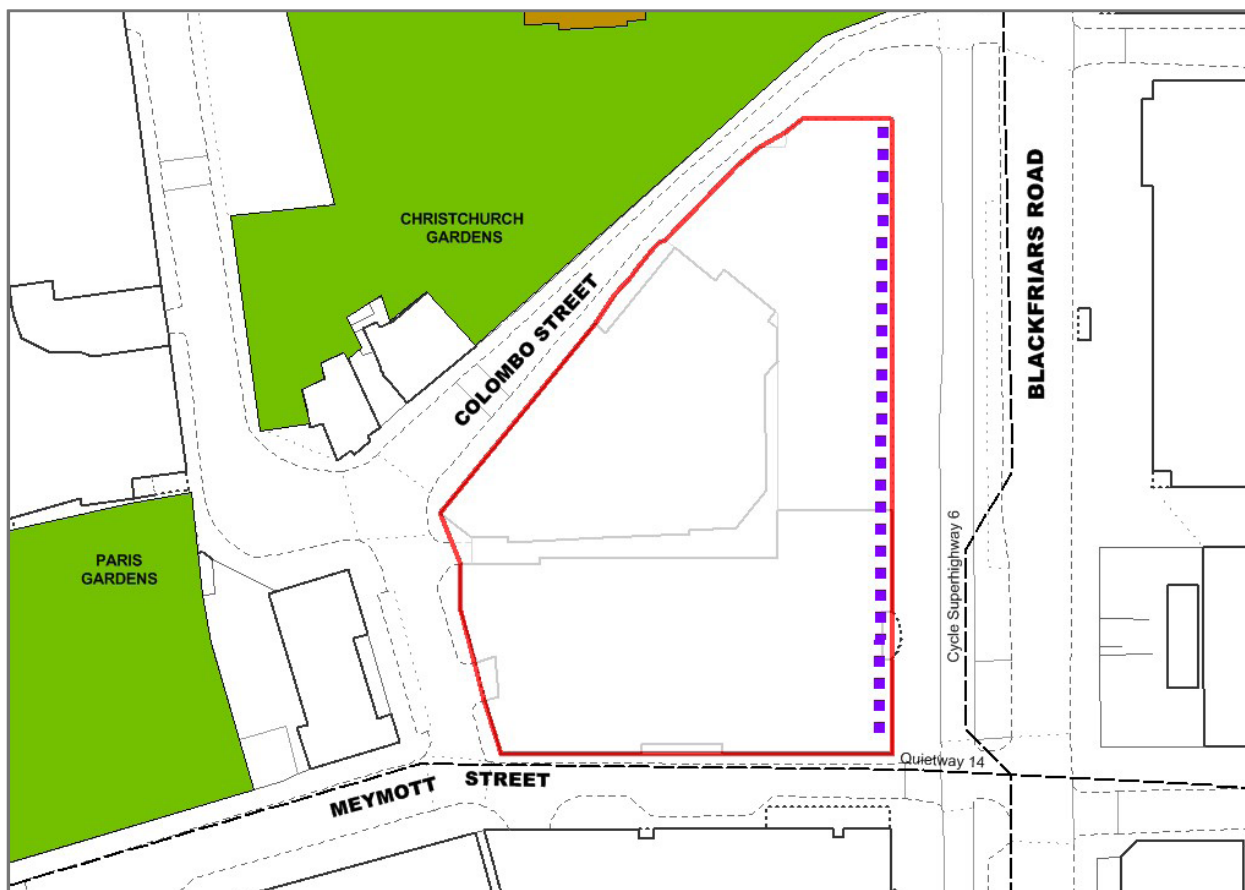 CHRISTCHURCH
GARDENS
COLOMBO STREET
BLACKFRIARS ROAD
PARIS
GARDENS
Cycle Superhighway 6
Quietway 14
MEYMOTT STREET